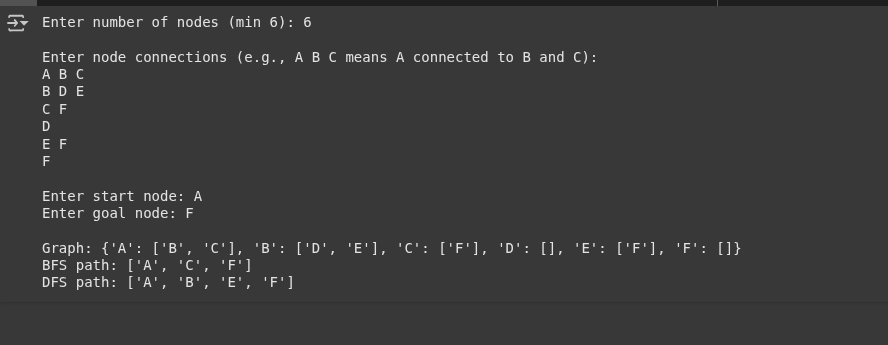 Enter number of nodes (min 6): 6
Enter node connections (e.g., A B C means A connected to B and C):
A B C
B D E
C F
D
E F
F
Enter start node: A
Enter goal node: F
Graph: {'A': ['B', 'C'], 'B': ['D', 'E'], 'C': ['F'], 'D': [], 'E': ['F'], 'F': []}
BFS path: ['A', 'C', 'F']
DFS path: ['A', 'B', 'E', 'F']